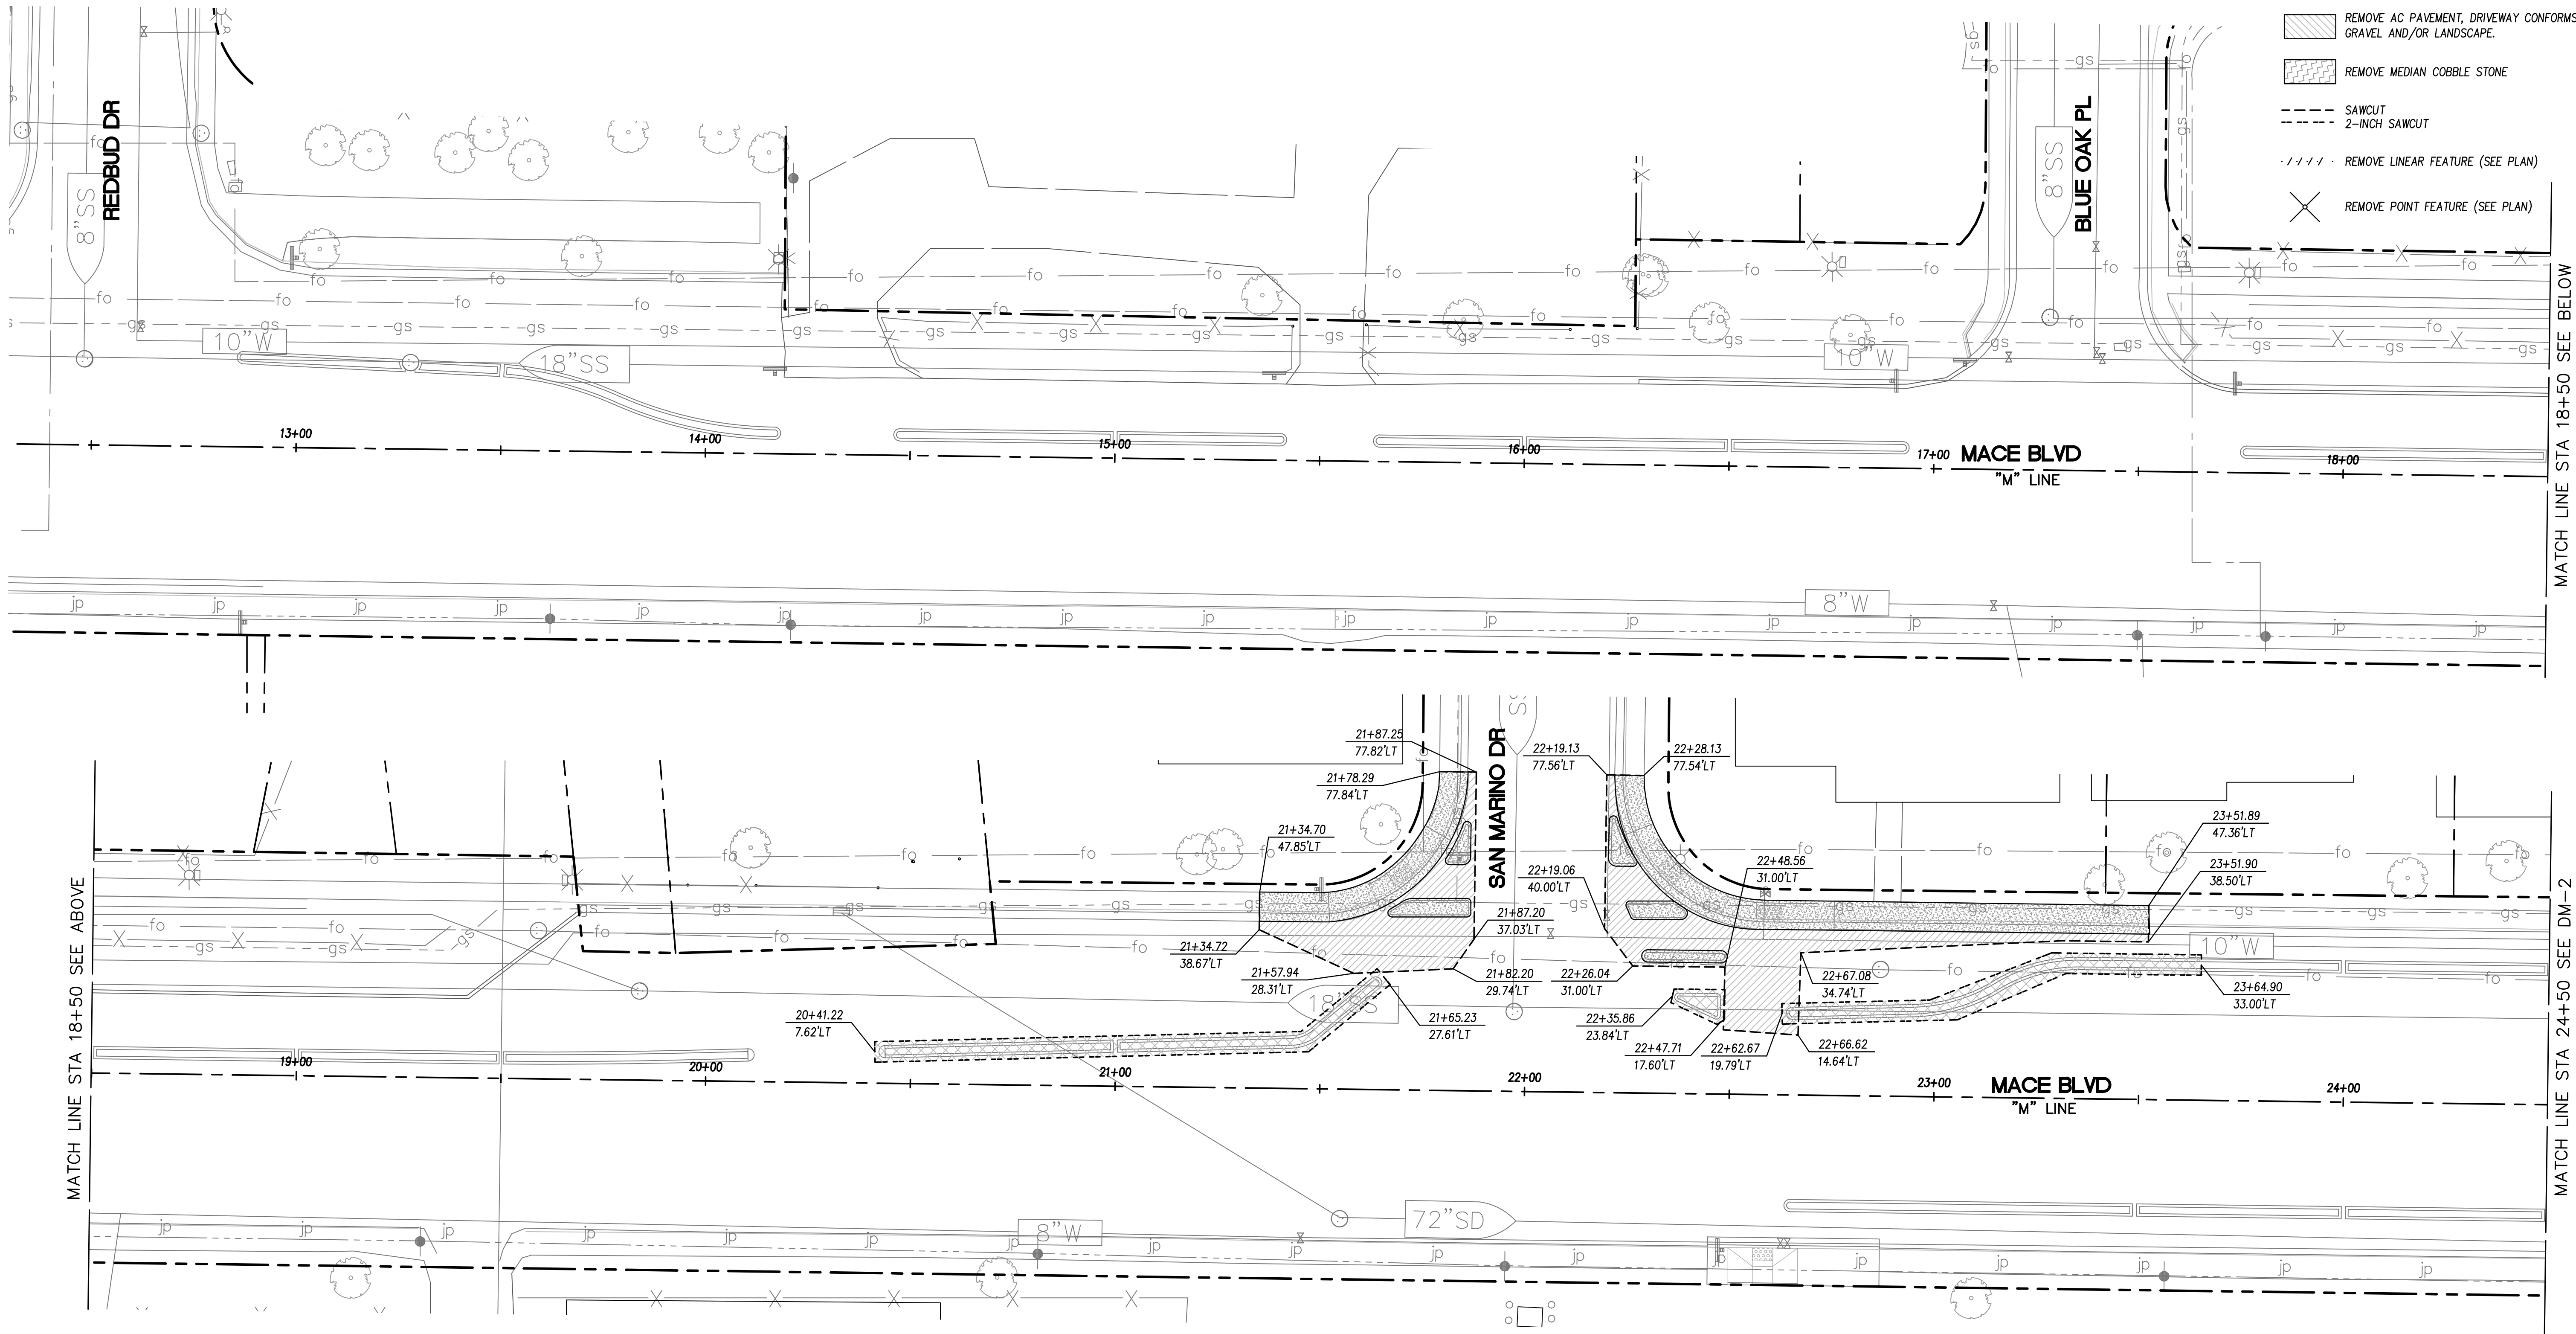 REMOVE AC PAVEMENT, DRIVEWAY CONFORMS
GRAVEL AND/OR LANDSCAPE.
REMOVE MEDIAN COBBLE STONE
SAWCUT
2-INCH SAWCUT
REMOVE LINEAR FEATURE (SEE PLAN)
REMOVE POINT FEATURE (SEE PLAN)
REDBUD DR
8"SS
BLUE OAK PL
8"SS
10"W
18"SS
10"W
13+00
14+00
15+00
16+00
17+00
18+00
MACE BLVD
"M" LINE
MATCH LINE STA 18+50 SEE BELOW
8"W
fo
gs
jp
MATCH LINE STA 18+50 SEE ABOVE
SAN MARINO DR
21+87.25
77.82'LT
21+78.29
77.84'LT
21+34.70
47.85'LT
21+34.72
38.67'LT
21+57.94
28.31'LT
21+87.20
37.03'LT
21+82.20
29.74'LT
21+65.23
27.61'LT
20+41.22
7.62'LT
22+19.13
77.56'LT
22+28.13
77.54'LT
22+19.06
40.00'LT
22+48.56
31.00'LT
22+26.04
31.00'LT
22+35.86
23.84'LT
22+47.71
17.60'LT
22+62.67
19.79'LT
22+66.62
14.64'LT
22+67.08
34.74'LT
23+51.89
47.36'LT
23+51.90
38.50'LT
23+64.90
33.00'LT
10"W
18"SS
19+00
20+00
21+00
22+00
23+00
24+00
MACE BLVD
"M" LINE
8"W
72"SD
MATCH LINE STA 24+50 SEE DM-2